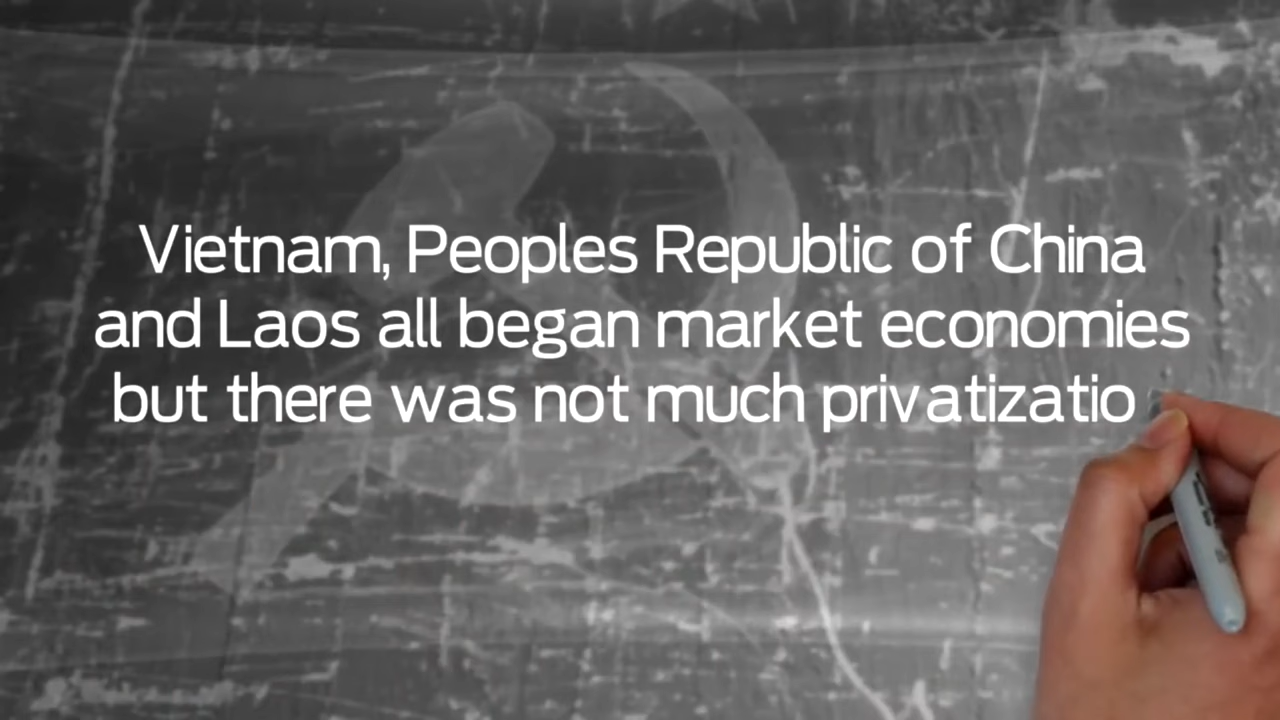 Vietnam, Peoples Republic of China
and Laos all began market economies
but there was not much privatizatio